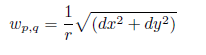 w_{p,q} = \frac{1}{r}\sqrt{(dx^2 + dy^2)}